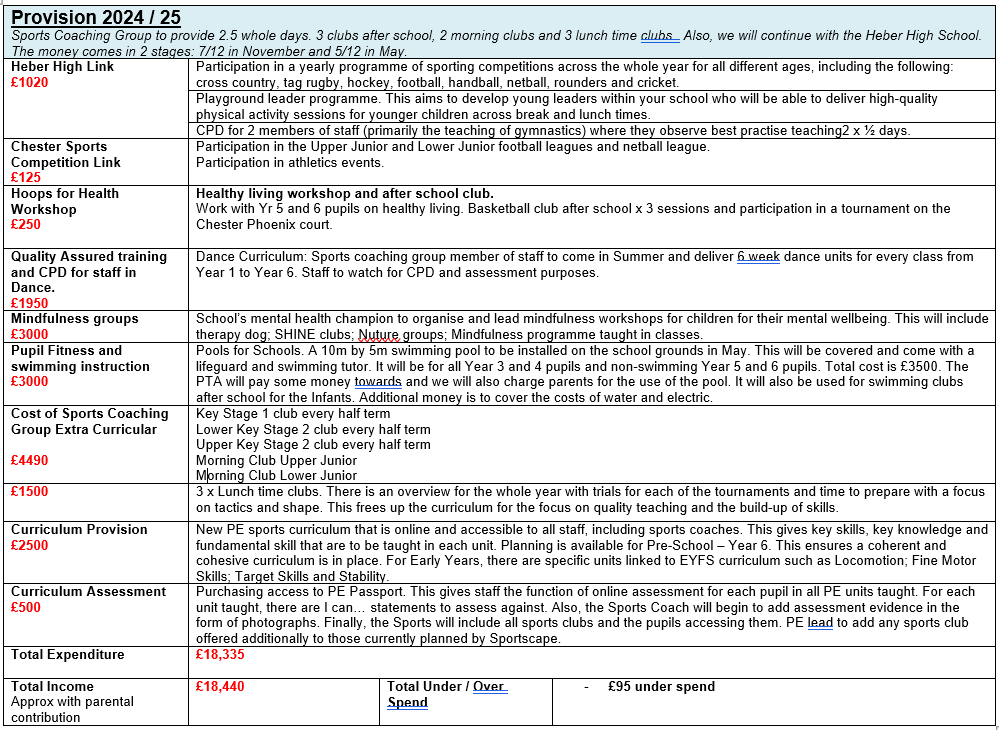 Provision 2024 / 25
Sports Coaching Group to provide 2.5 whole days. 3 clubs after school, 2 morning clubs and 3 lunch time clubs.  Also, we will continue with the Heber High School.
The money comes in 2 stages: 7/12 in November and 5/12 in May.
Heber High Link
£1020
Participation in a yearly programme of sporting competitions across the whole year for all different ages, including the following:
cross country, tag rugby, hockey, football, handball, netball, rounders and cricket.
Playground leader programme. This aims to develop young leaders within your school who will be able to deliver high-quality
physical activity sessions for younger children across break and lunch times.
CPD for 2 members of staff (primarily the teaching of gymnastics) where they observe best practise teaching2 x ½ days.
Chester Sports
Competition Link
£125
Participation in the Upper Junior and Lower Junior football leagues and netball league.
Participation in athletics events.
Hoops for Health
Workshop
£250
Healthy living workshop and after school club.
Work with Yr 5 and 6 pupils on healthy living. Basketball club after school x 3 sessions and participation in a tournament on the
Chester Phoenix court.
Quality Assured training
and CPD for staff in
Dance.
£1950
Dance Curriculum: Sports coaching group member of staff to come in Summer and deliver 6 week dance units for every class from
Year 1 to Year 6. Staff to watch for CPD and assessment purposes.
Mindfulness groups
£3000
School's mental health champion to organise and lead mindfulness workshops for children for their mental wellbeing. This will include
therapy dog; SHINE clubs; Nuture groups; Mindfulness programme taught in classes.
Pupil Fitness and
swimming instruction
£3000
Pools for Schools. A 10m by 5m swimming pool to be installed on the school grounds in May. This will be covered and come with a
lifeguard and swimming tutor. It will be for all Year 3 and 4 pupils and non-swimming Year 5 and 6 pupils. Total cost is £3500. The
PTA will pay some money towards and we will also charge parents for the use of the pool. It will also be used for swimming clubs
after school for the Infants. Additional money is to cover the costs of water and electric.
Cost of Sports Coaching
Group Extra Curricular
£4490
Key Stage 1 club every half term
Lower Key Stage 2 club every half term
Upper Key Stage 2 club every half term
Morning Club Upper Junior
Morning Club Lower Junior
£1500
3 x Lunch time clubs. There is an overview for the whole year with trials for each of the tournaments and time to prepare with a focus
on tactics and shape. This frees up the curriculum for the focus on quality teaching and the build-up of skills.
Curriculum Provision
£2500
New PE sports curriculum that is online and accessible to all staff, including sports coaches. This gives key skills, key knowledge and
fundamental skill that are to be taught in each unit. Planning is available for Pre-School – Year 6. This ensures a coherent and
cohesive curriculum is in place. For Early Years, there are specific units linked to EYFS curriculum such as Locomotion; Fine Motor
Skills; Target Skills and Stability.
Curriculum Assessment
£500
Purchasing access to PE Passport. This gives staff the function of online assessment for each pupil in all PE units taught. For each
unit taught, there are I can… statements to assess against. Also, the Sports Coach will begin to add assessment evidence in the
form of photographs. Finally, the Sports will include all sports clubs and the pupils accessing them. PE lead to add any sports club
offered additionally to those currently planned by Sportscape.
Total Expenditure
£18,335
Total Income
Approx with parental
contribution
£18,440
Total Under / Over
Spend
- £95 under spend